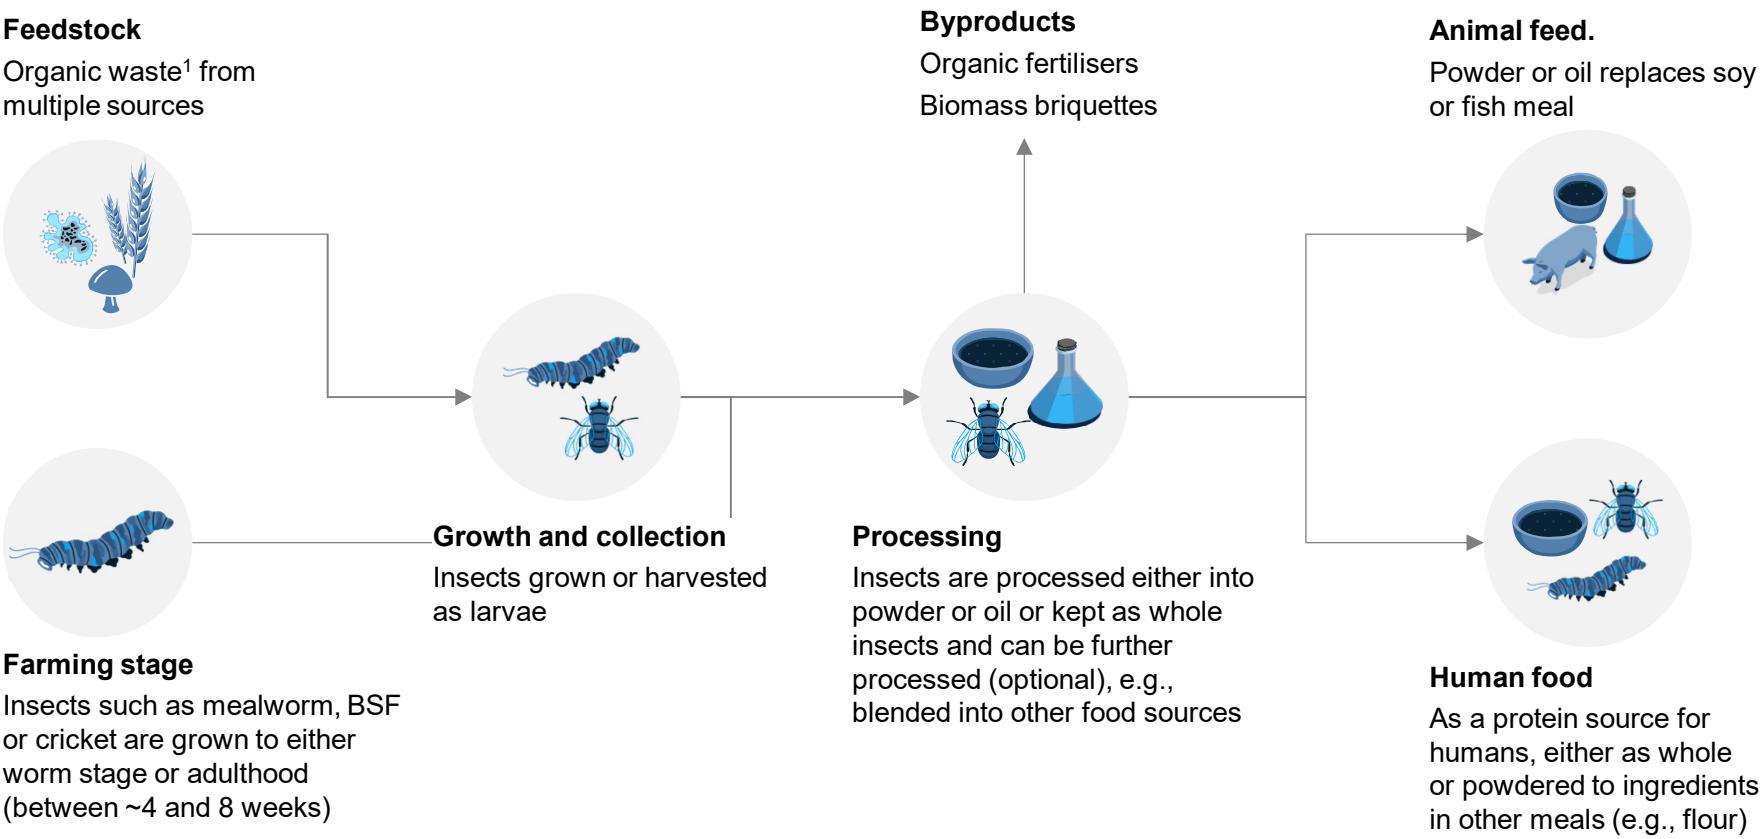 Feedstock
Organic waste¹ from
multiple sources
Byproducts
Organic fertilisers
Biomass briquettes
Animal feed.
Powder or oil replaces soy
or fish meal
Growth and collection
Insects grown or harvested
as larvae
Processing
Insects are processed either into
powder or oil or kept as whole
insects and can be further
processed (optional), e.g.,
blended into other food sources
Farming stage
Insects such as mealworm, BSF
or cricket are grown to either
worm stage or adulthood
(between ~4 and 8 weeks)
Human food
As a protein source for
humans, either as whole
or powdered to ingredients
in other meals (e.g., flour)